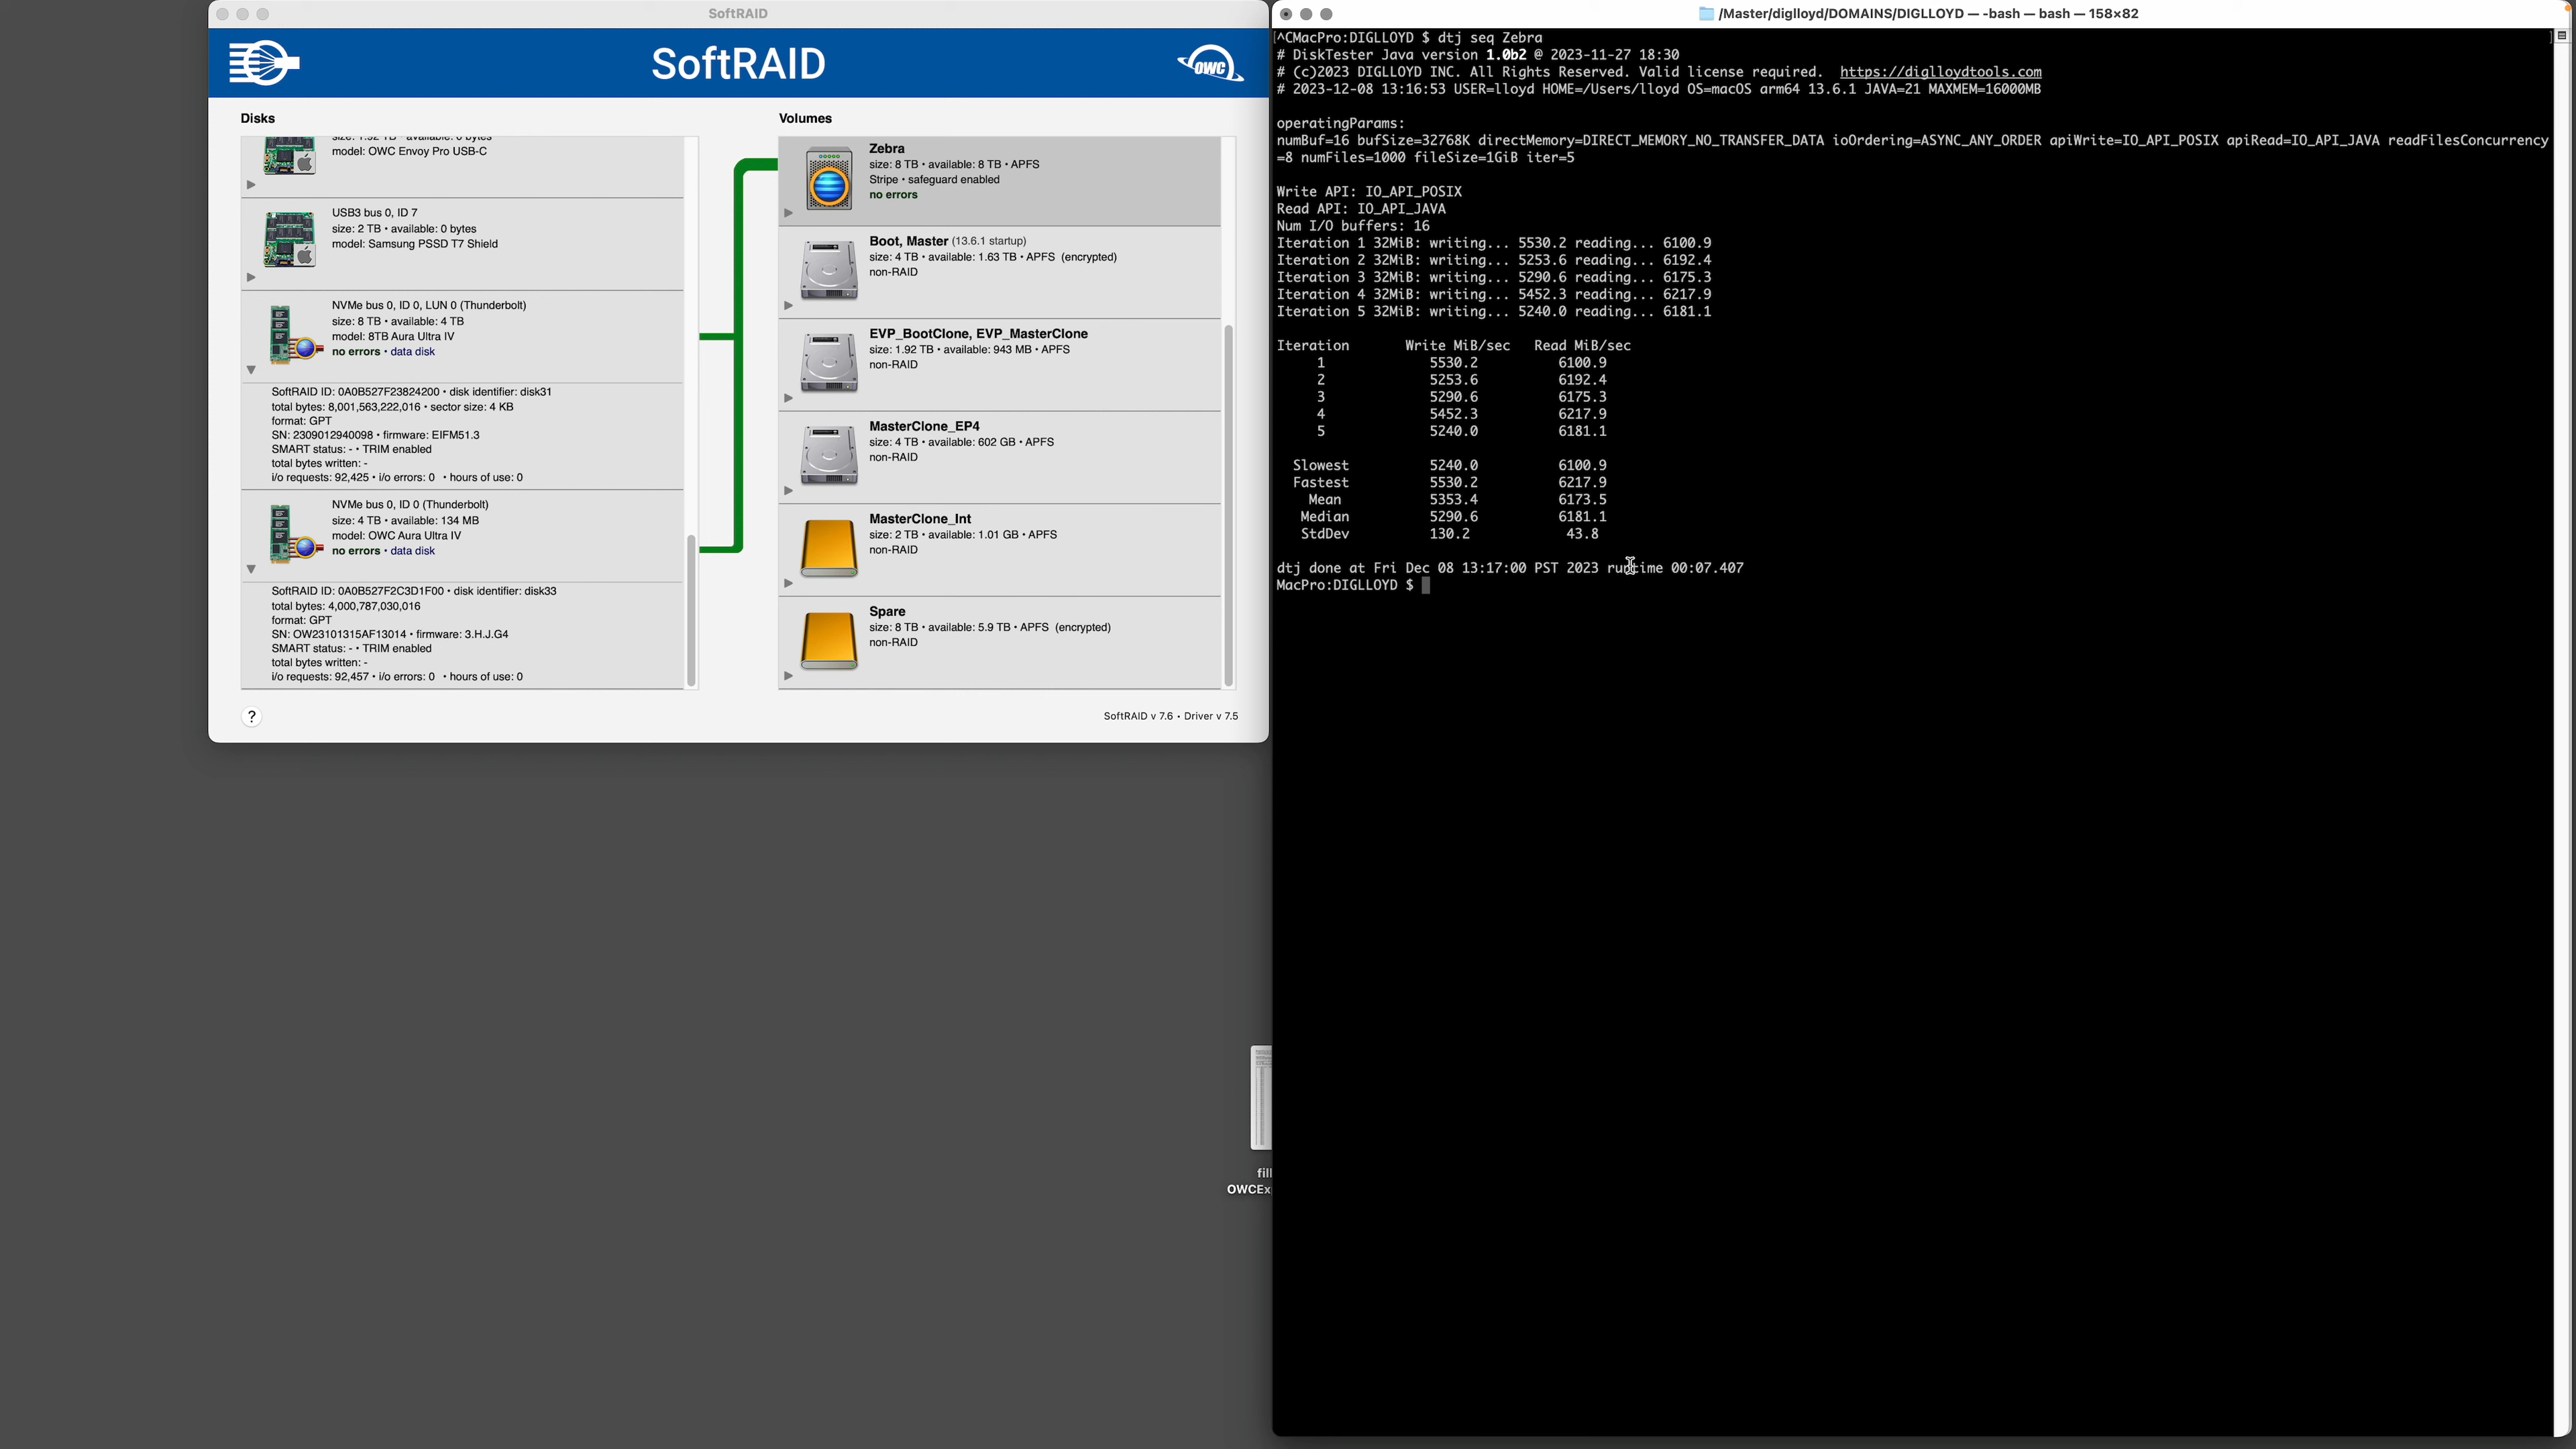 SoftRAID
SoftRAID
OWC
Disks
size: 1.92 TB • available: 0 bytes
model: OWC Envoy Pro USB-C
USB3 bus 0, ID 7
size: 2 TB • available: 0 bytes
model: Samsung PSSD T7 Shield
NVMe bus 0, ID 0, LUN 0 (Thunderbolt)
size: 8 TB • available: 4 TB
model: 8TB Aura Ultra IV
no errors • data disk
SoftRAID ID: 0A0B527F23824200 • disk identifier: disk31
total bytes: 8,001,563,222,016 • sector size: 4 KB
format: GPT
SN: 2309012940098 • firmware: EIFM51.3
SMART status: - • TRIM enabled
total bytes written: -
i/o requests: 92,425 • i/o errors: 0 • hours of use: 0
NVMe bus 0, ID 0 (Thunderbolt)
size: 4 TB • available: 134 MB
model: OWC Aura Ultra IV
no errors • data disk
SoftRAID ID: 0A0B527F2C3D1F00 • disk identifier: disk33
total bytes: 4,000,787,030,016
format: GPT
SN: OW23101315AF13014 • firmware: 3.H.J.G4
SMART status: - • TRIM enabled
total bytes written: -
i/o requests: 92,457 • i/o errors: 0 • hours of use: 0
Volumes
Zebra
size: 8 TB • available: 8 TB • APFS
Stripe • safeguard enabled
no errors
Boot, Master (13.6.1 startup)
size: 4 TB • available: 1.63 TB • APFS (encrypted)
non-RAID
EVP_BootClone, EVP_MasterClone
size: 1.92 TB • available: 943 MB • APFS
non-RAID
MasterClone_EP4
size: 4 TB • available: 602 GB • APFS
non-RAID
MasterClone_Int
size: 2 TB • available: 1.01 GB • APFS
non-RAID
Spare
size: 8 TB • available: 5.9 TB • APFS (encrypted)
non-RAID
?
SoftRAID v 7.6 • Driver v 7.5
fill
OWCEx
/Master/diglloyd/DOMAINS/DIGLLOYD — -bash — bash — 158×82
[^CMacPro:DIGLLOYD $ dtj seq Zebra ]
# DiskTester Java version 1.0b2 @ 2023-11-27 18:30
# (c)2023 DIGLLOYD INC. All Rights Reserved. Valid license required. https://diglloydtools.com
# 2023-12-08 13:16:53 USER=lloyd HOME=/Users/lloyd OS=macOS arm64 13.6.1 JAVA=21 MAXMEM=16000MB
operatingParams:
numBuf=16 bufSize=32768K directMemory=DIRECT_MEMORY_NO_TRANSFER_DATA ioOrdering=ASYNC_ANY_ORDER apiWrite=IO_API_POSIX apiRead=IO_API_JAVA readFilesConcurrency
=8 numFiles=1000 fileSize=1GiB iter=5
Write API: IO_API_POSIX
Read API: IO_API_JAVA
Num I/O buffers: 16
Iteration 1 32MiB: writing... 5530.2 reading... 6100.9
Iteration 2 32MiB: writing... 5253.6 reading... 6192.4
Iteration 3 32MiB: writing... 5290.6 reading... 6175.3
Iteration 4 32MiB: writing... 5452.3 reading... 6217.9
Iteration 5 32MiB: writing... 5240.0 reading... 6181.1
Iteration Write MiB/sec Read MiB/sec
1 5530.2 6100.9
2 5253.6 6192.4
3 5290.6 6175.3
4 5452.3 6217.9
5 5240.0 6181.1
Slowest 5240.0 6100.9
Fastest 5530.2 6217.9
Mean 5353.4 6173.5
Median 5290.6 6181.1
StdDev 130.2 43.8
dtj done at Fri Dec 08 13:17:00 PST 2023 runtime 00:07.407
MacPro:DIGLLOYD $